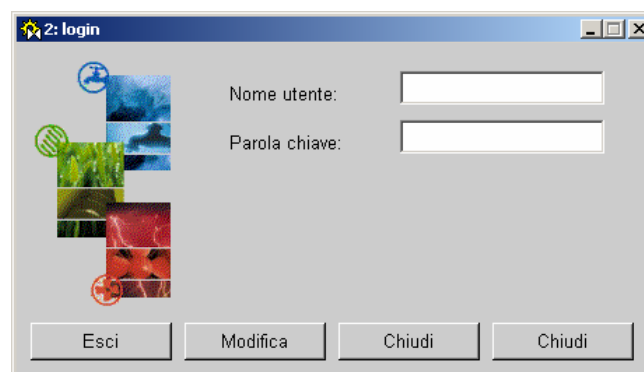 2: login
Nome utente:
Parola chiave:
Esci Modifica Chiudi Chiudi